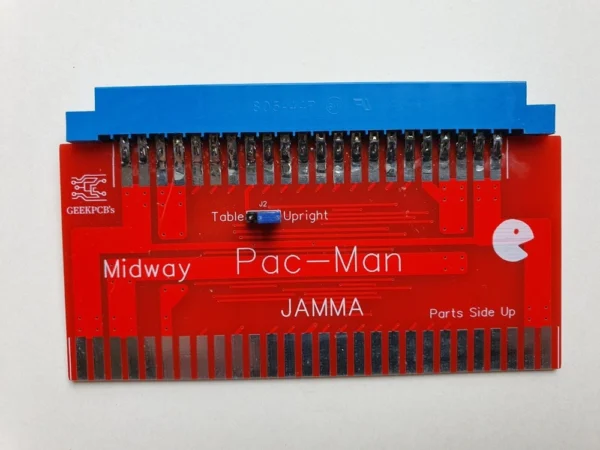 GEEKPCB's
J2
Table Upright
Midway Pac-Man
JAMMA
Parts Side Up